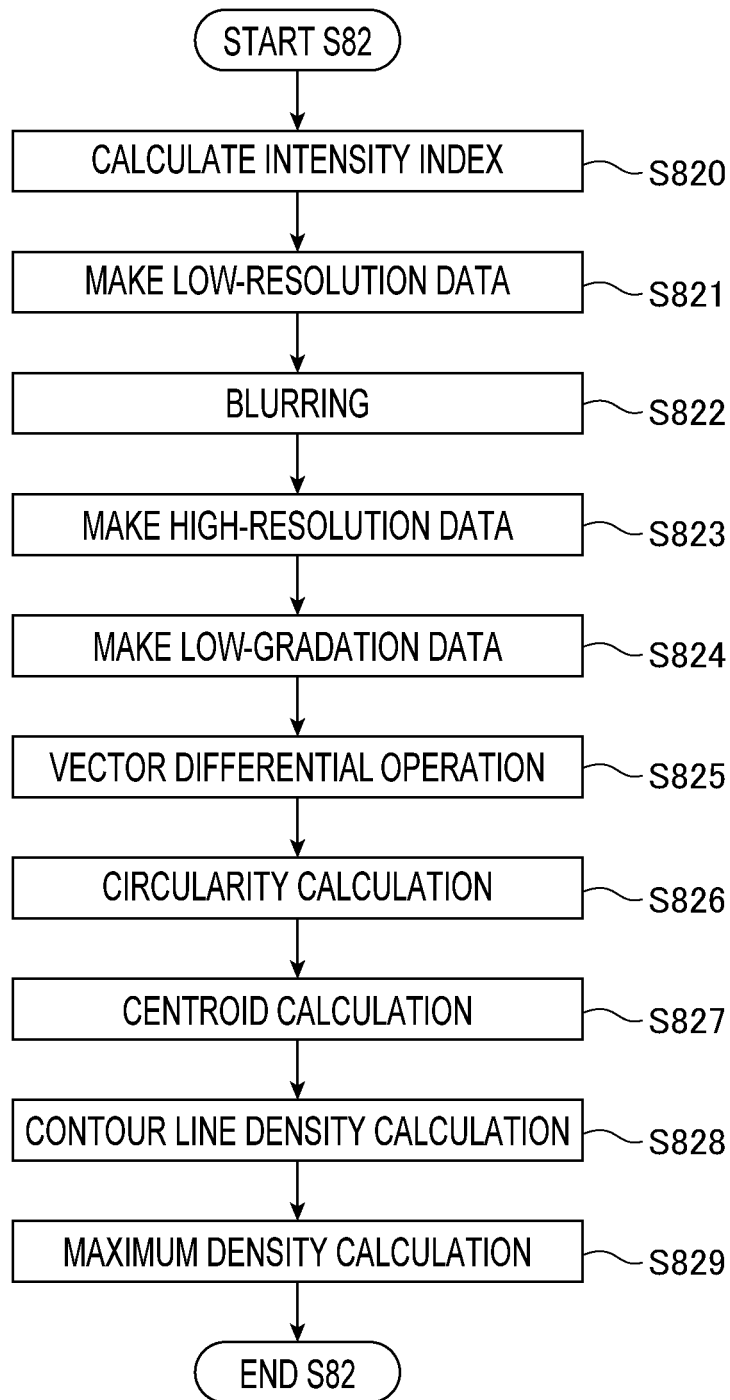 START S82
CALCULATE INTENSITY INDEX
S820
MAKE LOW-RESOLUTION DATA
S821
BLURRING
S822
MAKE HIGH-RESOLUTION DATA
S823
MAKE LOW-GRADATION DATA
S824
VECTOR DIFFERENTIAL OPERATION
S825
CIRCULARITY CALCULATION
S826
CENTROID CALCULATION
S827
CONTOUR LINE DENSITY CALCULATION
S828
MAXIMUM DENSITY CALCULATION
S829
END S82